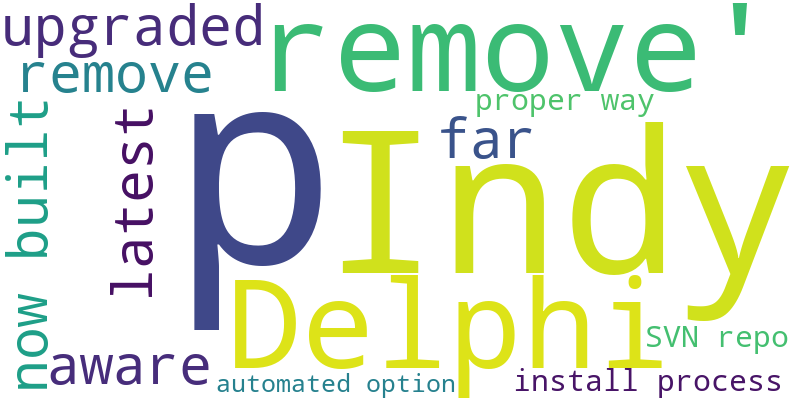 upgraded
remove'
remove
proper way
far
p
Indy
latest
now built
Delphi
SVN repo
aware
automated option
install process